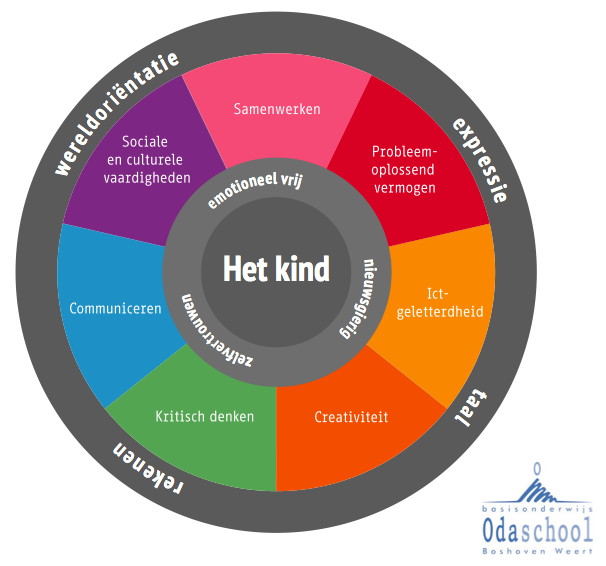 wereldoriëntatie
expressie
taal
rekenen
Samenwerken
Probleem-
oplossend
vermogen
Ict-
geletterdheid
Creativiteit
Kritisch denken
Communiceren
Sociale
en culturele
vaardigheden
emotioneel vrij
nieuwsgierig
zelfvertrouwen
Het kind
basisonderwijs
Odaschool
Boshoven Weert